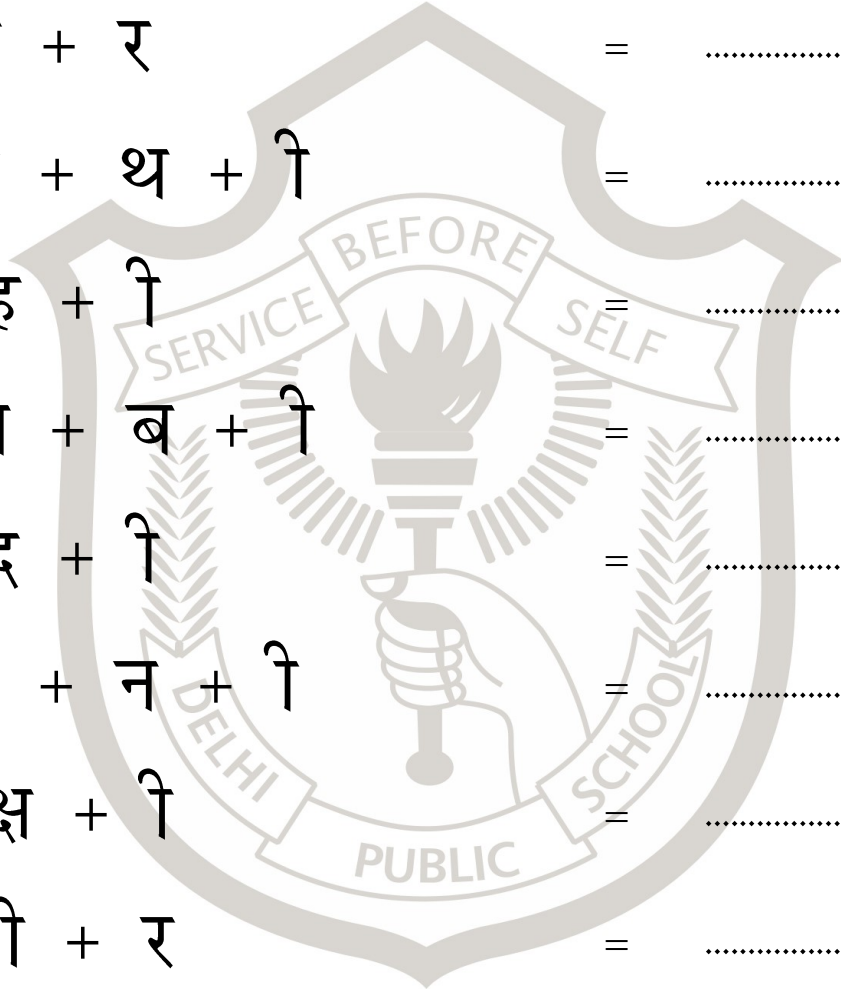 + र = ..................
+ थ + ी = ..................
BEFORE
SERVICE SELF
ह + ी = ..................
+ ब + ी = ..................
+ ी = ..................
+ न + ी = ..................
DELHI SCHOOL
क्ष + ी = ..................
PUBLIC
ी + र = ..................